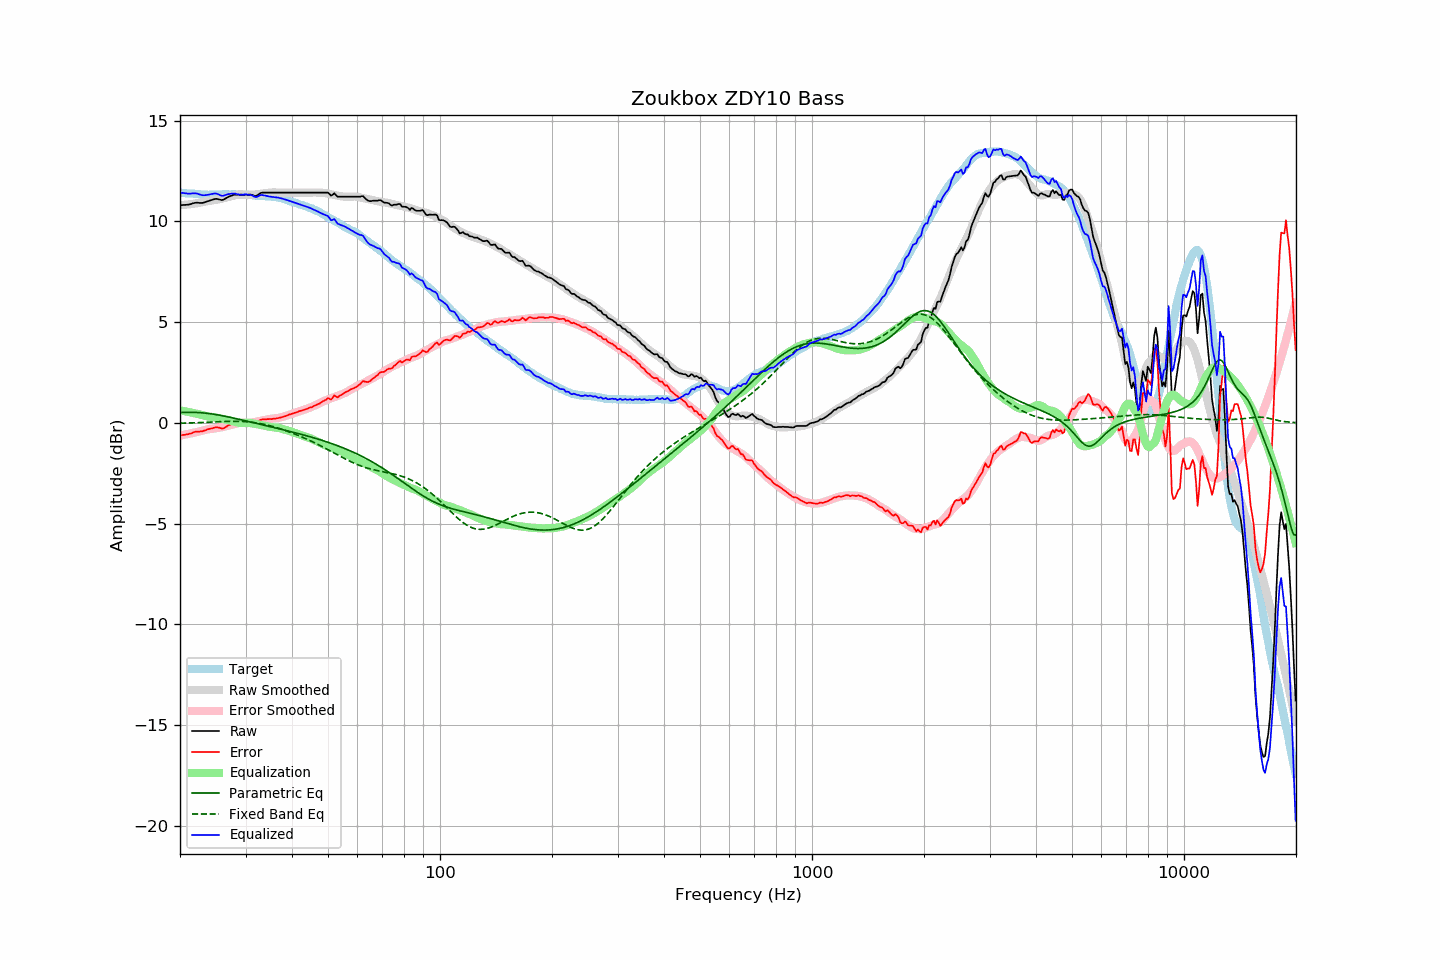 Zoukbox ZDY10 Bass
15
10
5
0
−5
−10
−15
−20
Amplitude (dBr)
Target
Raw Smoothed
Error Smoothed
Raw
Error
Equalization
Parametric Eq
Fixed Band Eq
Equalized
100
1000
10000
Frequency (Hz)